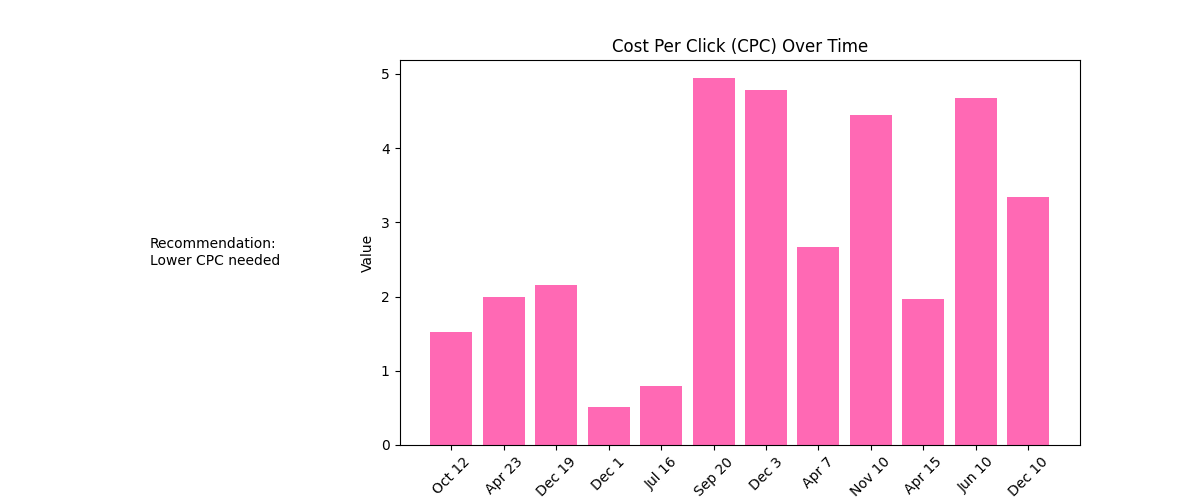 Cost Per Click (CPC) Over Time
Recommendation:
Lower CPC needed
Value
5
4
3
2
1
0
Oct 12
Apr 23
Dec 19
Dec 1
Jul 16
Sep 20
Dec 3
Apr 7
Nov 10
Apr 15
Jun 10
Dec 10